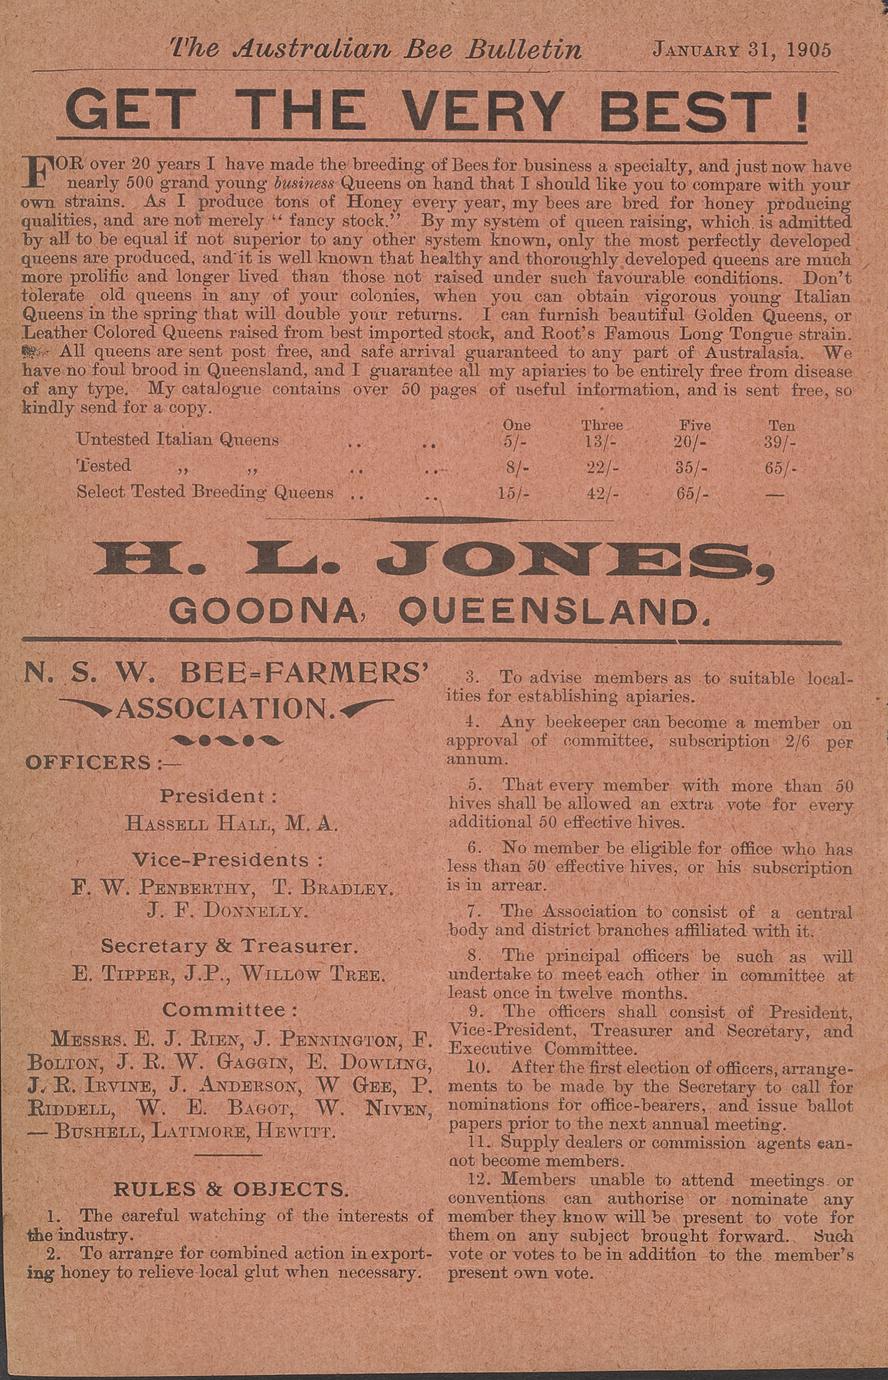 The Australian Bee Bulletin JANUARY 31, 1905
GET THE VERY BEST !
FOR over 20 years I have made the breeding of Bees for business a specialty, and just now have
nearly 500 grand young business Queens on hand that I should like you to compare with your
own strains. As I produce tons of Honey every year, my bees are bred for honey producing
qualities, and are not merely “ fancy stock.” By my system of queen raising, which is admitted
by all to be equal if not superior to any other system known, only the most perfectly developed
queens are produced, and it is well known that healthy and thoroughly developed queens are much
more prolific and longer lived than those not raised under such favourable conditions. Don't
tolerate old queens in any of your colonies, when you can obtain vigorous young Italian
Queens in the spring that will double your returns. I can furnish beautiful Golden Queens, or
Leather Colored Queens raised from best imported stock, and Root's Famous Long Tongue strain.
☞ All queens are sent post free, and safe arrival guaranteed to any part of Australasia. We
have no foul brood in Queensland, and I guarantee all my apiaries to be entirely free from disease
of any type. My catalogue contains over 50 pages of useful information, and is sent free, so
kindly send for a copy.
One Three Five Ten
Untested Italian Queens .. .. 5/- 13/- 20/- 39/-
Tested ,, ,, .. .. 8/- 22/- 35/- 65/-
Select Tested Breeding Queens .. .. 15/- 42/- 65/- —
H. L. JONES,
GOODNA, QUEENSLAND.
N. S. W. BEE=FARMERS'
ASSOCIATION.
OFFICERS :—
President :
HASSELL HALL, M. A.
Vice-Presidents :
F. W. PENBERTHY, T. BRADLEY.
J. F. DONNELLY.
Secretary & Treasurer.
E. TIPPER, J.P., WILLOW TREE.
Committee :
MESSRS. E. J. RIEN, J. PENNINGTON, F.
BOLTON, J. R. W. GAGGIN, E. DOWLING,
J. R. IRVINE, J. ANDERSON, W GEE, P.
RIDDELL, W. E. BAGOT, W. NIVEN,
— BUSHELL, LATIMORE, HEWITT.
RULES & OBJECTS.
1. The careful watching of the interests of
the industry.
2. To arrange for combined action in export-
ing honey to relieve local glut when necessary.
3. To advise members as to suitable local-
ities for establishing apiaries.
4. Any beekeeper can become a member on
approval of committee, subscription 2/6 per
annum.
5. That every member with more than 50
hives shall be allowed an extra vote for every
additional 50 effective hives.
6. No member be eligible for office who has
less than 50 effective hives, or his subscription
is in arrear.
7. The Association to consist of a central
body and district branches affiliated with it.
8. The principal officers be such as will
undertake to meet each other in committee at
least once in twelve months.
9. The officers shall consist of President,
Vice-President, Treasurer and Secretary, and
Executive Committee.
10. After the first election of officers, arrange-
ments to be made by the Secretary to call for
nominations for office-bearers, and issue ballot
papers prior to the next annual meeting.
11. Supply dealers or commission agents can-
not become members.
12. Members unable to attend meetings or
conventions can authorise or nominate any
member they know will be present to vote for
them on any subject brought forward. Such
vote or votes to be in addition to the member's
present own vote.